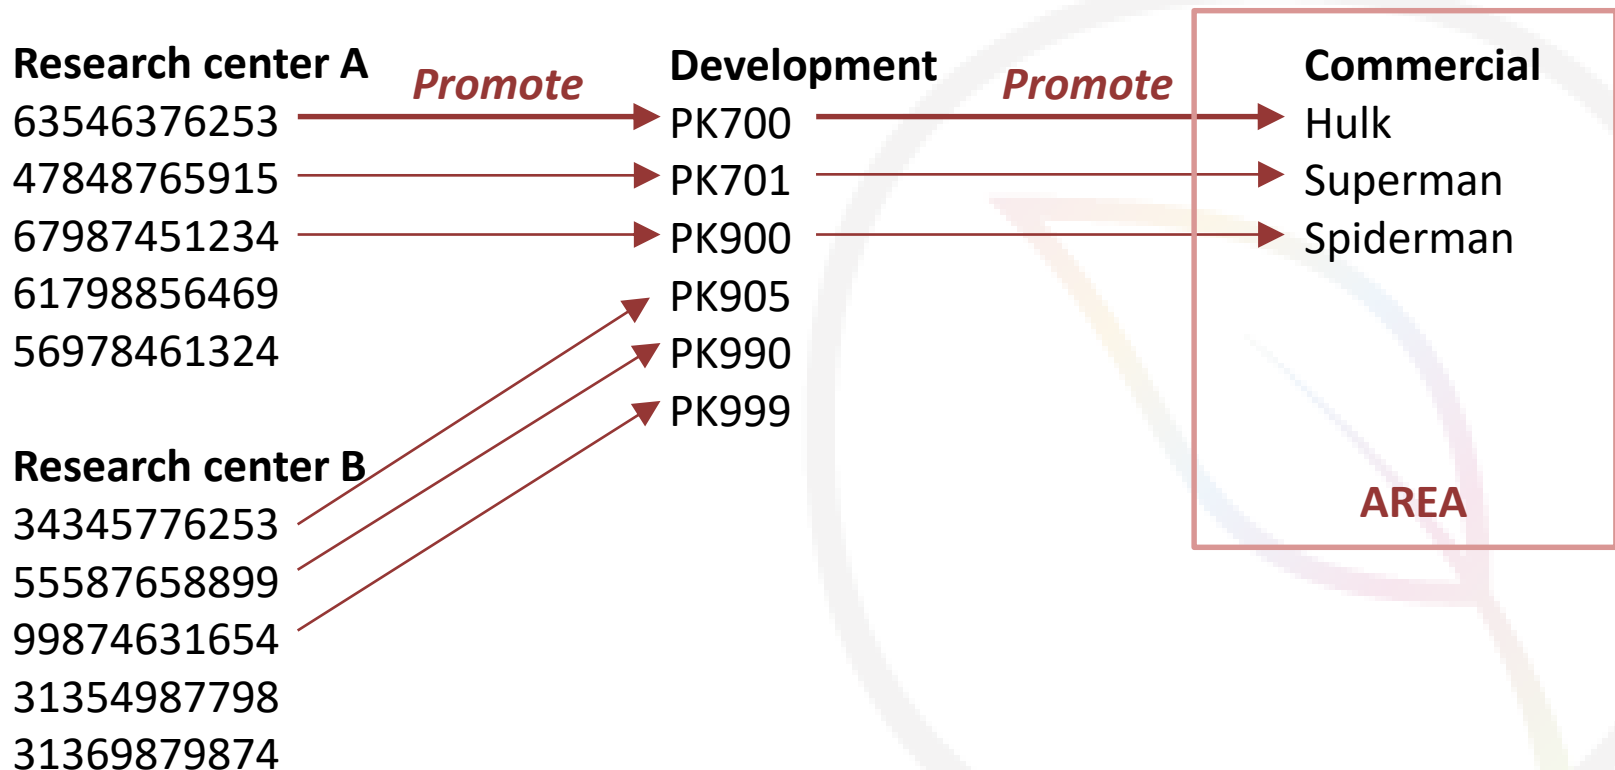 Research center A
63546376253
47848765915
67987451234
61798856469
56978461324
Research center B
34345776253
55587658899
99874631654
31354987798
31369879874
Promote
Development
PK700
PK701
PK900
PK905
PK990
PK999
Promote
Commercial
Hulk
Superman
Spiderman
AREA